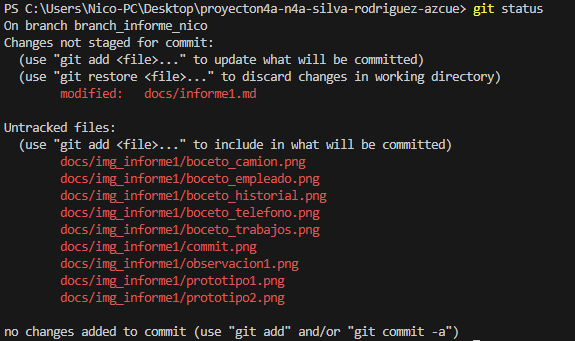 PS C:\Users\Nico-PC\Desktop\proyecton4a-n4a-silva-rodriguez-azcue> git status
On branch branch_informe_nico
Changes not staged for commit:
  (use "git add <file>..." to update what will be committed)
  (use "git restore <file>..." to discard changes in working directory)
        modified:   docs/informe1.md

Untracked files:
  (use "git add <file>..." to include in what will be committed)
        docs/img_informe1/boceto_camion.png
        docs/img_informe1/boceto_empleado.png
        docs/img_informe1/boceto_historial.png
        docs/img_informe1/boceto_telefono.png
        docs/img_informe1/boceto_trabajos.png
        docs/img_informe1/commit.png
        docs/img_informe1/observacion1.png
        docs/img_informe1/prototipo1.png
        docs/img_informe1/prototipo2.png

no changes added to commit (use "git add" and/or "git commit -a")